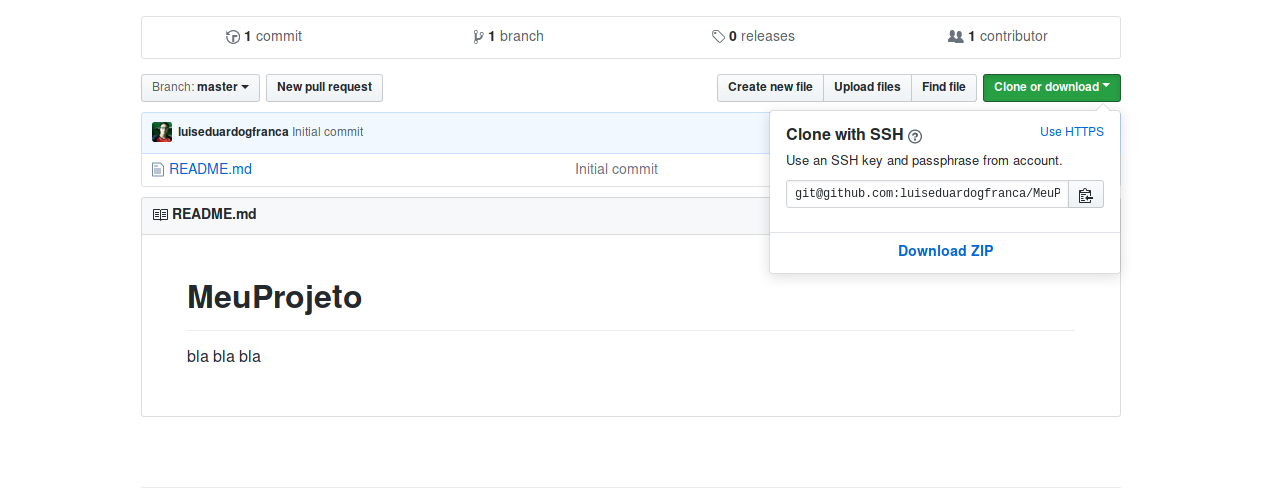 1 commit 1 branch 0 releases 1 contributor
Branch: master New pull request Create new file Upload files Find file Clone or download
luiseduardogfranca Initial commit
Clone with SSH Use HTTPS
Use an SSH key and passphrase from account.
README.md Initial commit
git@github.com:luiseduardogfranca/MeuP
README.md
Download ZIP
MeuProjeto
bla bla bla